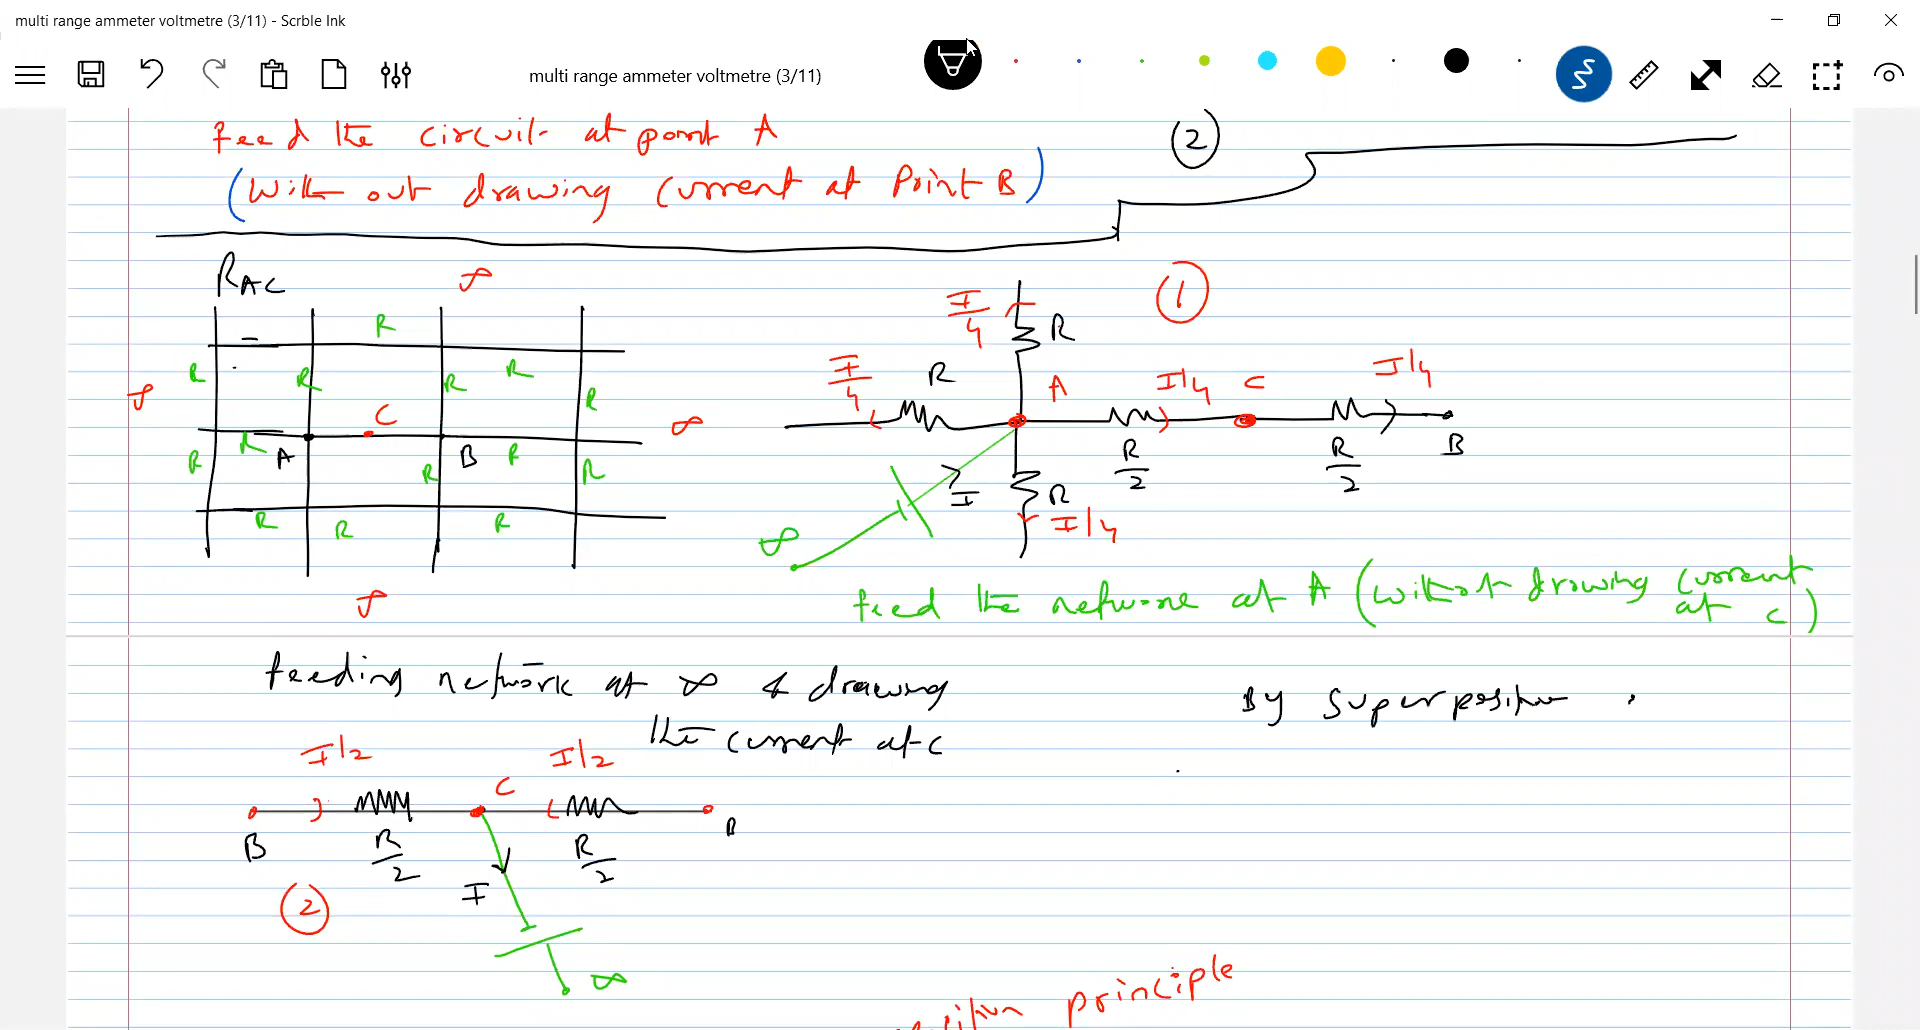 multi range ammeter voltmetre (3/11) - Scrble Ink
multi range ammeter voltmetre (3/11)
feed the circuit at point A
(without drawing current at Point B)
2
RAC
∞
R
R R R R R
∞
C
∞
R R A B R
R R R
R R R
∞
1
I/4 R
I/4 R A I/4 C I/4
R/2 R/2 B
I R
I/4
∞
feed the network at A (without drawing current at C)
feeding network at ∞ & drawing
the current at C
By superposition
I/2 I/2
C
B R/2 R/2
I
2
∞
principle